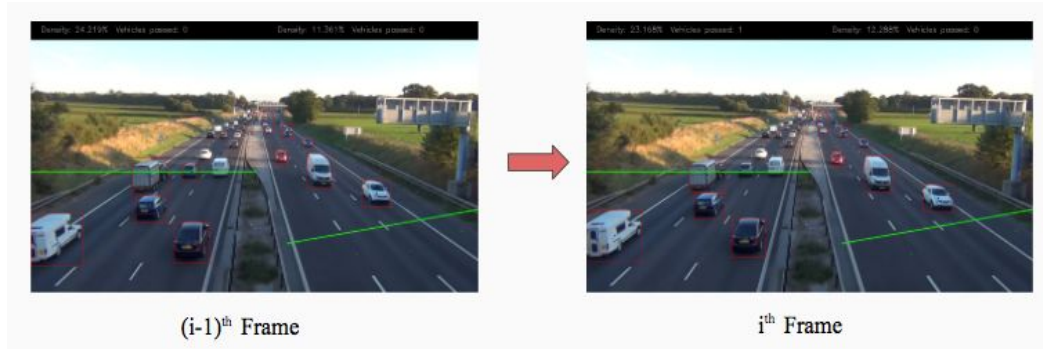 Density: 24.219% Vehicles passed: 0 Density: 11.361% Vehicles passed: 0
Density: 23.168% Vehicles passed: 1 Density: 12.288% Vehicles passed: 0
(i-1)th Frame
ith Frame